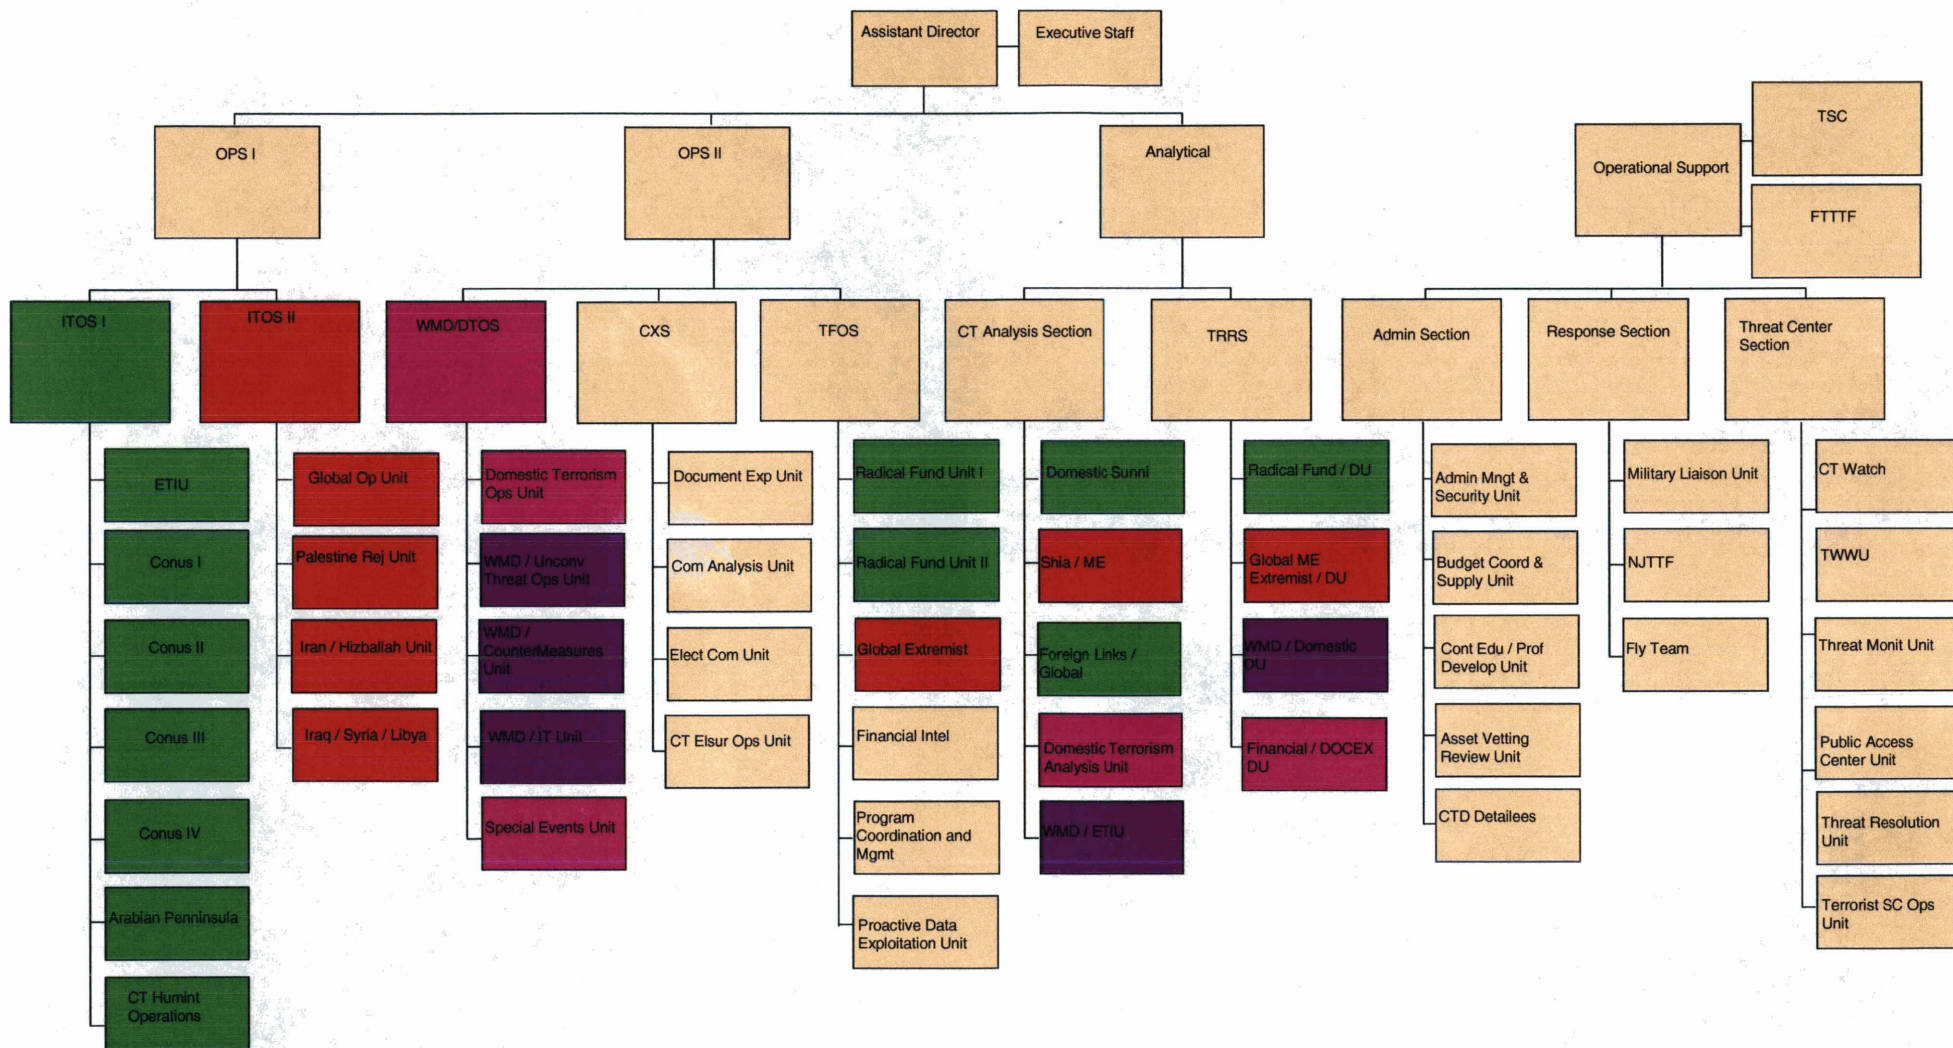 Assistant Director
Executive Staff
OPS I
OPS II
Analytical
Operational Support
TSC
FTTTF
ITOS I
ITOS II
WMD/DTOS
CXS
TFOS
CT Analysis Section
TRRS
Admin Section
Response Section
Threat Center
Section
ETIU
Conus I
Conus II
Conus III
Conus IV
Arabian Penninsula
CT Humint
Operations
Global Op Unit
Palestine Rej Unit
Iran / Hizballah Unit
Iraq / Syria / Libya
Domestic Terrorism
Ops Unit
WMD / Unconv
Threat Ops Unit
WMD /
CounterMeasures
Unit
WMD / IT Unit
Special Events Unit
Document Exp Unit
Com Analysis Unit
Elect Com Unit
CT Elsur Ops Unit
Radical Fund Unit I
Radical Fund Unit II
Global Extremist
Financial Intel
Program
Coordination and
Mgmt
Proactive Data
Exploitation Unit
Domestic Sunni
Shia / ME
Foreign Links /
Global
Domestic Terrorism
Analysis Unit
WMD / ETIU
Radical Fund / DU
Global ME
Extremist / DU
WMD / Domestic
DU
Financial / DOCEX
DU
Admin Mngt &
Security Unit
Budget Coord &
Supply Unit
Cont Edu / Prof
Develop Unit
Asset Vetting
Review Unit
CTD Detailees
Military Liaison Unit
NJTTF
Fly Team
CT Watch
TWWU
Threat Monit Unit
Public Access
Center Unit
Threat Resolution
Unit
Terrorist SC Ops
Unit